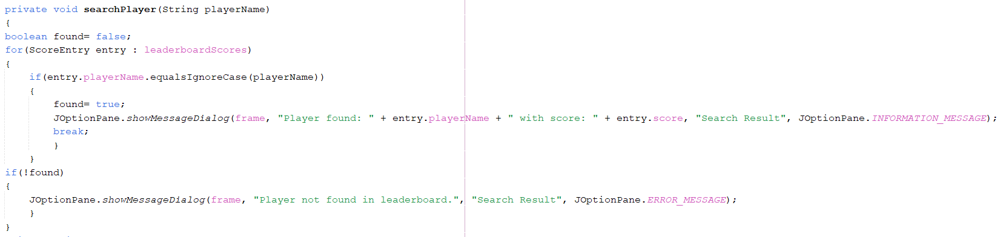 private void searchPlayer(String playerName)
{
boolean found= false;
for(ScoreEntry entry : leaderboardScores)
{
    if(entry.playerName.equalsIgnoreCase(playerName))
    {
        found= true;
        JOptionPane.showMessageDialog(frame, "Player found: " + entry.playerName + " with score: " + entry.score, "Search Result", JOptionPane.INFORMATION_MESSAGE);
        break;
        }
    }
if(!found)
{
    JOptionPane.showMessageDialog(frame, "Player not found in leaderboard.", "Search Result", JOptionPane.ERROR_MESSAGE);
    }
}